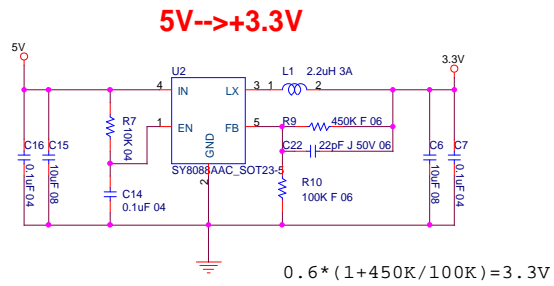 5V-->+3.3V
5V
3.3V
U2
L1 2.2uH 3A
4 IN LX 3 1 2
R7
10K 04
1 EN FB 5
R9 450K F 06
C22 22pF J 50V 06
C16
0.1uF 04
C15
10uF 08
GND
2
SY8088AAC_SOT23-5
C14
0.1uF 04
R10
100K F 06
C6
10uF 08
C7
0.1uF 04
0.6*(1+450K/100K)=3.3V